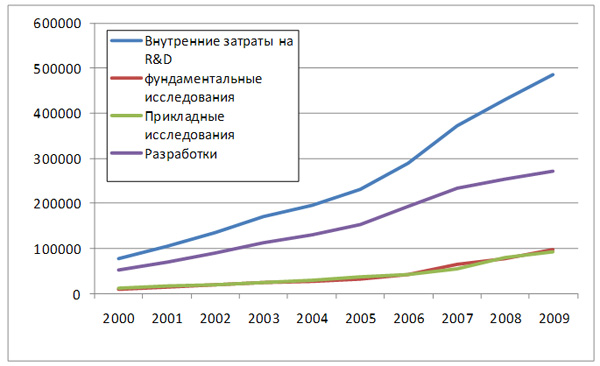 600000
500000
400000
300000
200000
100000
0
Внутренние затраты на
R&D
фундаментальные
исследования
Прикладные
исследования
Разработки
2000 2001 2002 2003 2004 2005 2006 2007 2008 2009